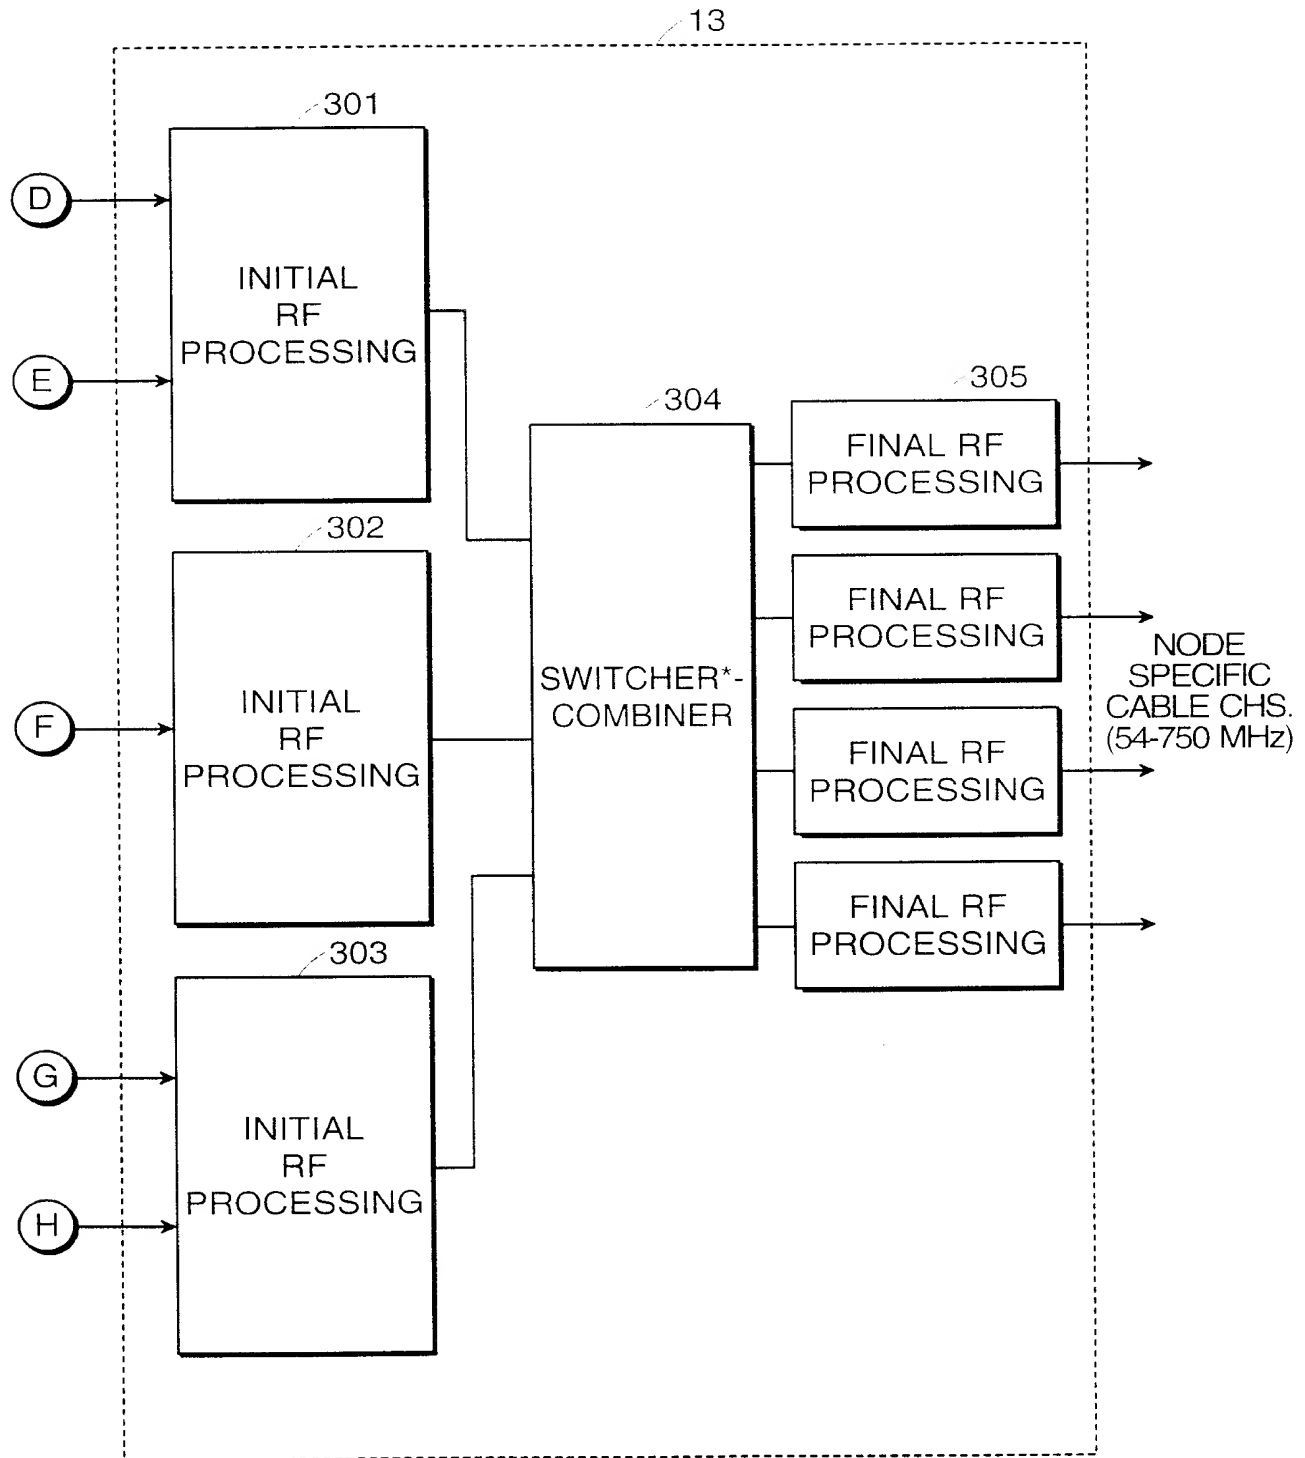 13
301
D
E
INITIAL
RF
PROCESSING
302
F
INITIAL
RF
PROCESSING
303
G
H
INITIAL
RF
PROCESSING
304
SWITCHER*-
COMBINER
305
FINAL RF
PROCESSING
FINAL RF
PROCESSING
FINAL RF
PROCESSING
FINAL RF
PROCESSING
NODE
SPECIFIC
CABLE CHS.
(54-750 MHz)